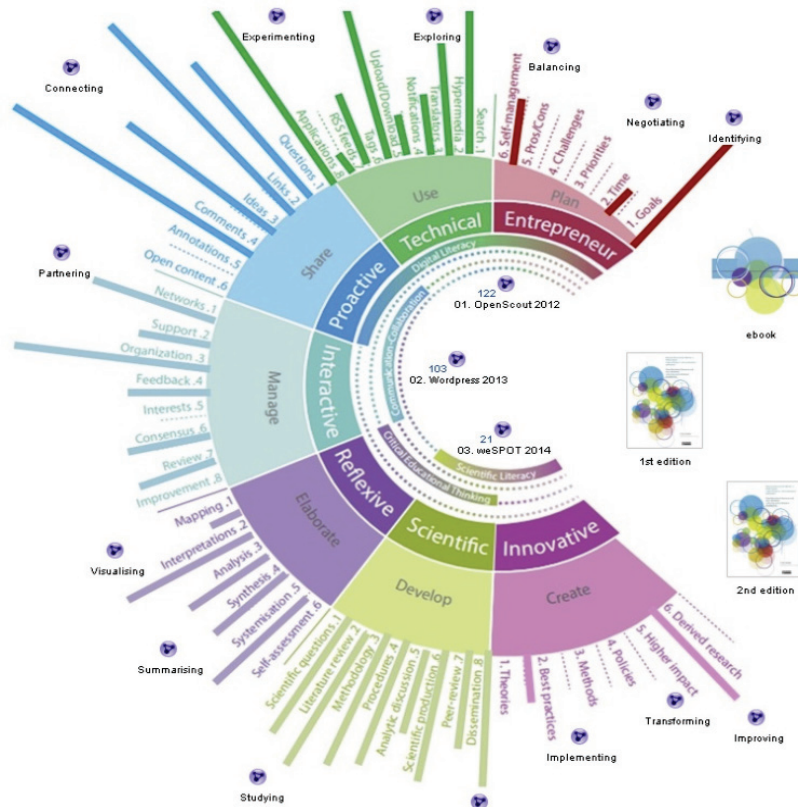 Experimenting
Exploring
Balancing
Negotiating
Identifying
Connecting
Partnering
Visualising
Summarising
Studying
Implementing
Transforming
Improving
Applications .8
RSS feeds .7
Tags .6
Upload/Download .5
Notifications .4
Translators .3
Hypermedia .2
Search .1
6. Self-management
5. Pros/Cons
4. Challenges
3. Priorities
2. Time
1. Goals
Questions .1
Links .2
Ideas .3
Comments .4
Annotations .5
Open content .6
Networks .1
Support .2
Organization .3
Feedback .4
Interests .5
Consensus .6
Review .7
Improvement .8
Mapping .1
Interpretations .2
Analysis .3
Synthesis .4
Systemisation .5
Self-assessment .6
Scientific questions .1
Literature review .2
Methodology .3
Procedures .4
Analytic discussion .5
Scientific production .6
Peer-review .7
Dissemination .8
1. Theories
2. Best practices
3. Methods
4. Policies
5. Higher impact
6. Derived research
Use
Plan
Share
Manage
Elaborate
Develop
Create
Technical
Entrepreneur
Proactive
Interactive
Reflexive
Scientific
Innovative
Digital Literacy
Communication-Collaboration
Critical Educational Thinking
Scientific Literacy
122
01. OpenScout 2012
103
02. Wordpress 2013
21
03. weSPOT 2014
ebook
1st edition
2nd edition